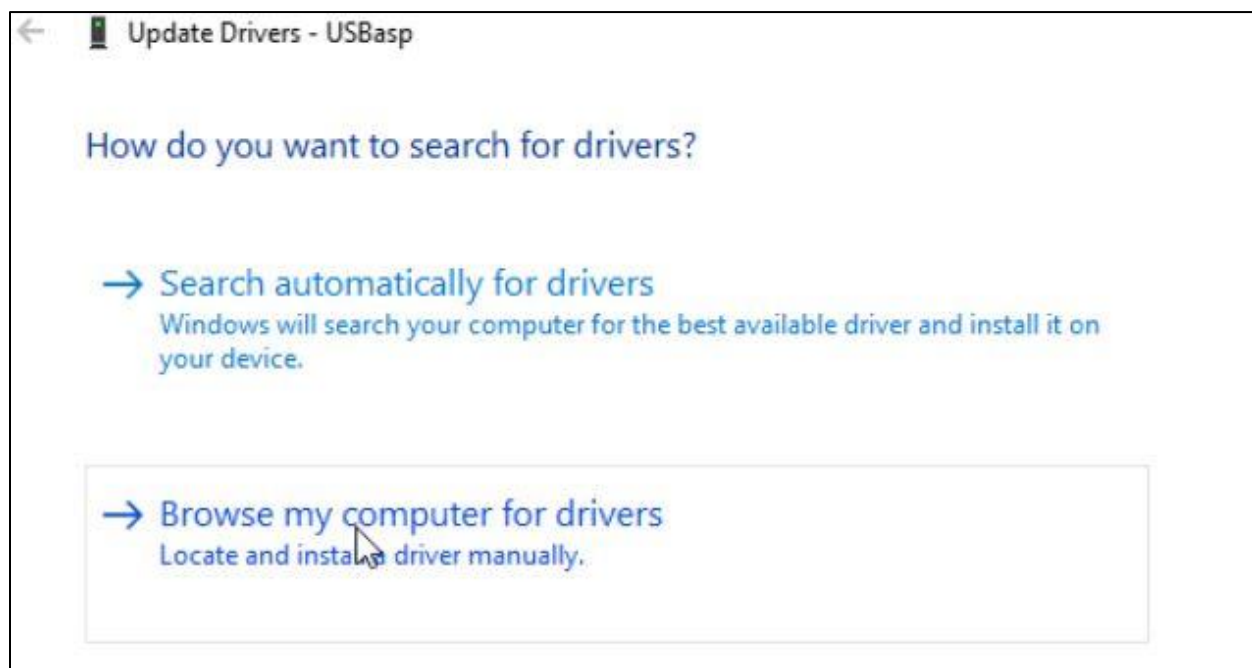 Update Drivers - USBasp
How do you want to search for drivers?
Search automatically for drivers
Windows will search your computer for the best available driver and install it on
your device.
Browse my computer for drivers
Locate and install a driver manually.